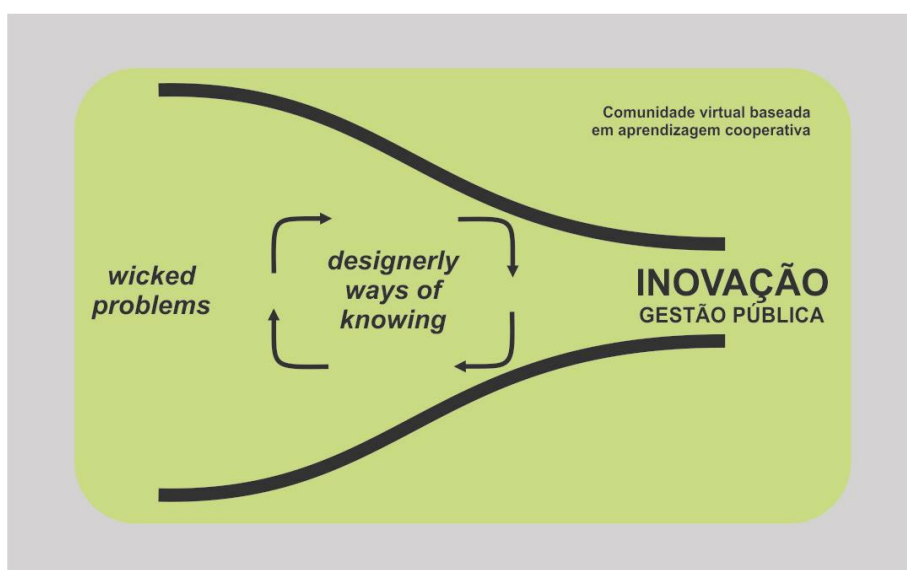 Comunidade virtual baseada
em aprendizagem cooperativa
wicked
problems
designerly
ways of
knowing
INOVAÇÃO
GESTÃO PÚBLICA